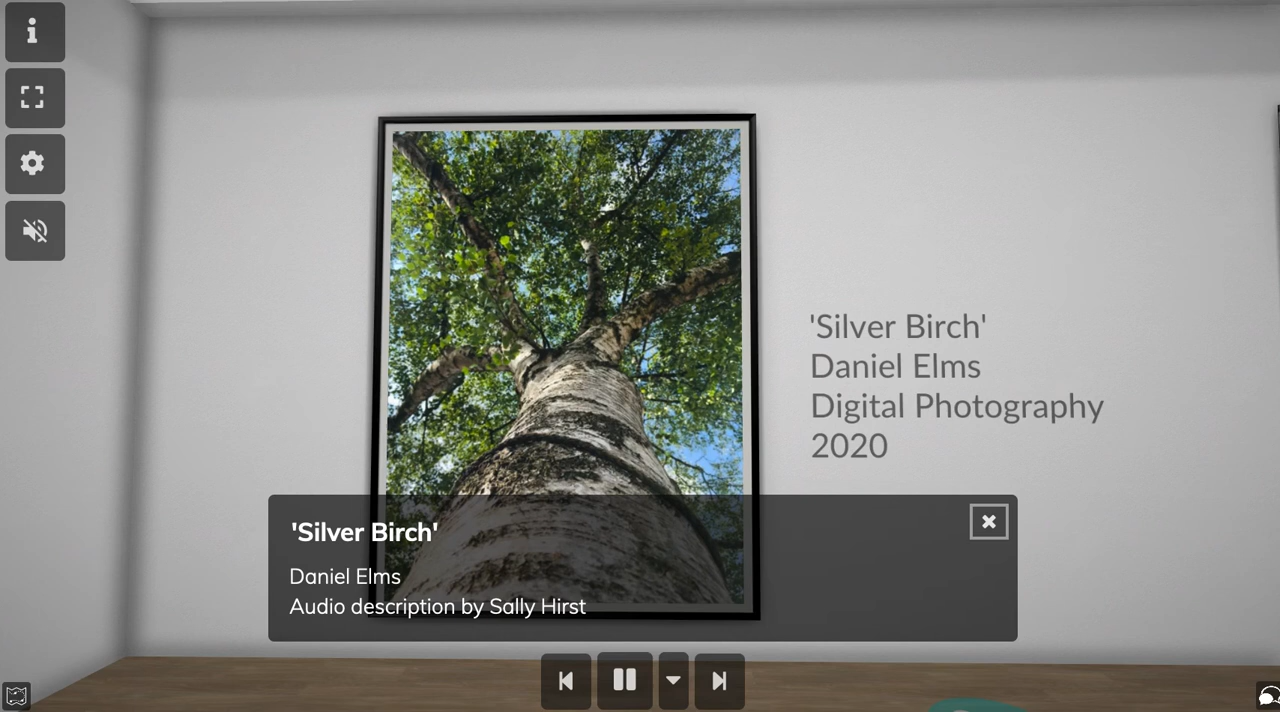 'Silver Birch'
Daniel Elms
Digital Photography
2020
'Silver Birch'
Daniel Elms
Audio description by Sally Hirst